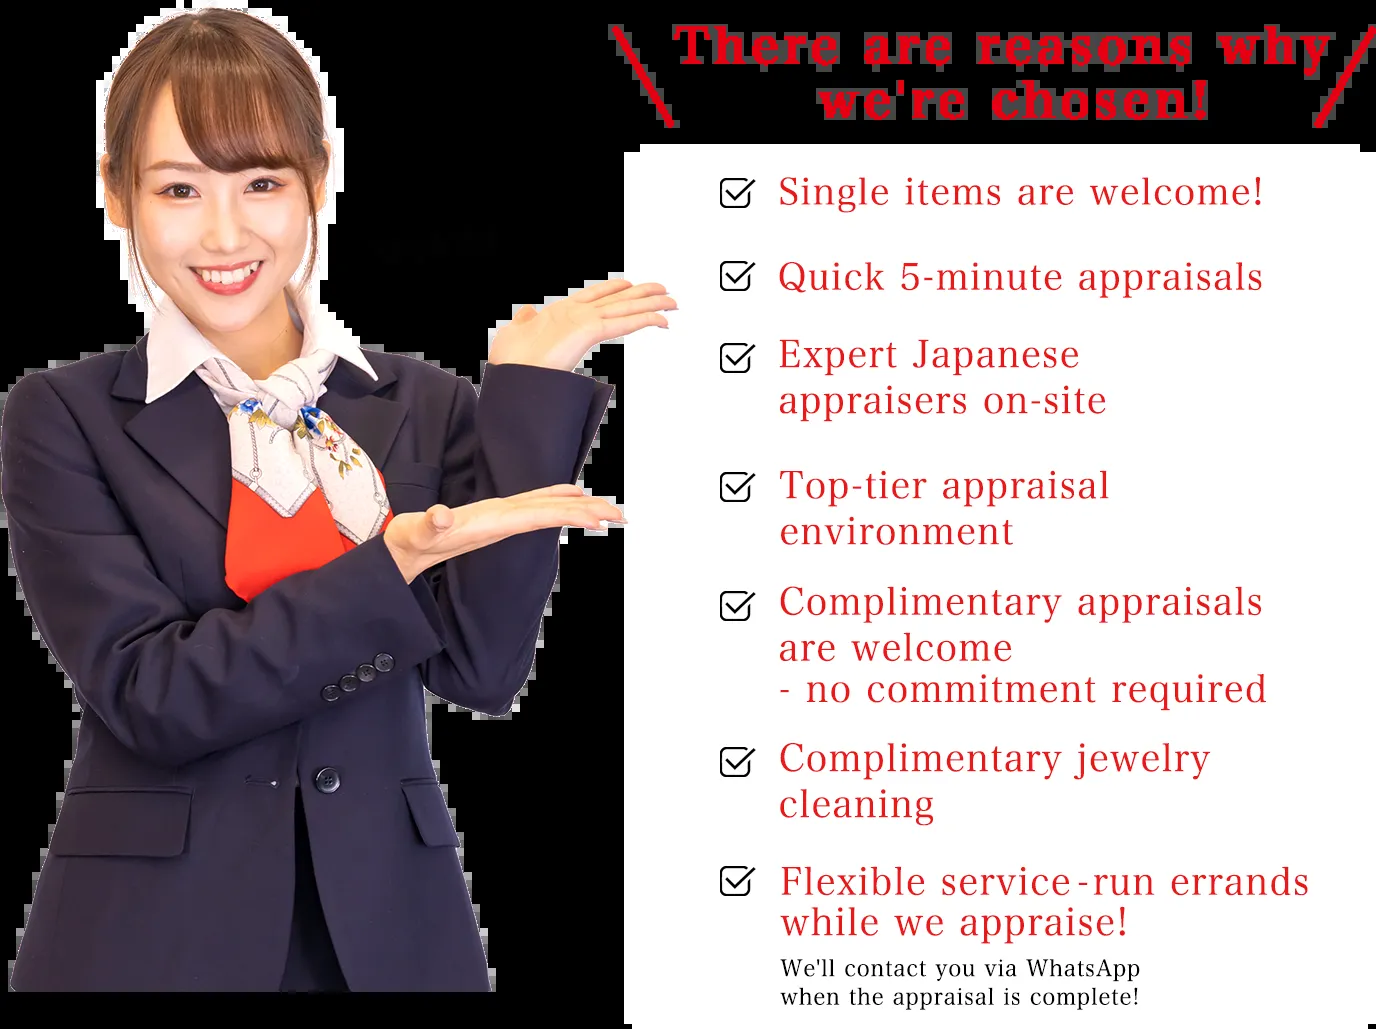 There are reasons why
we're chosen!
Single items are welcome!
Quick 5-minute appraisals
Expert Japanese
appraisers on-site
Top-tier appraisal
environment
Complimentary appraisals
are welcome
- no commitment required
Complimentary jewelry
cleaning
Flexible service-run errands
while we appraise!
We'll contact you via WhatsApp
when the appraisal is complete!